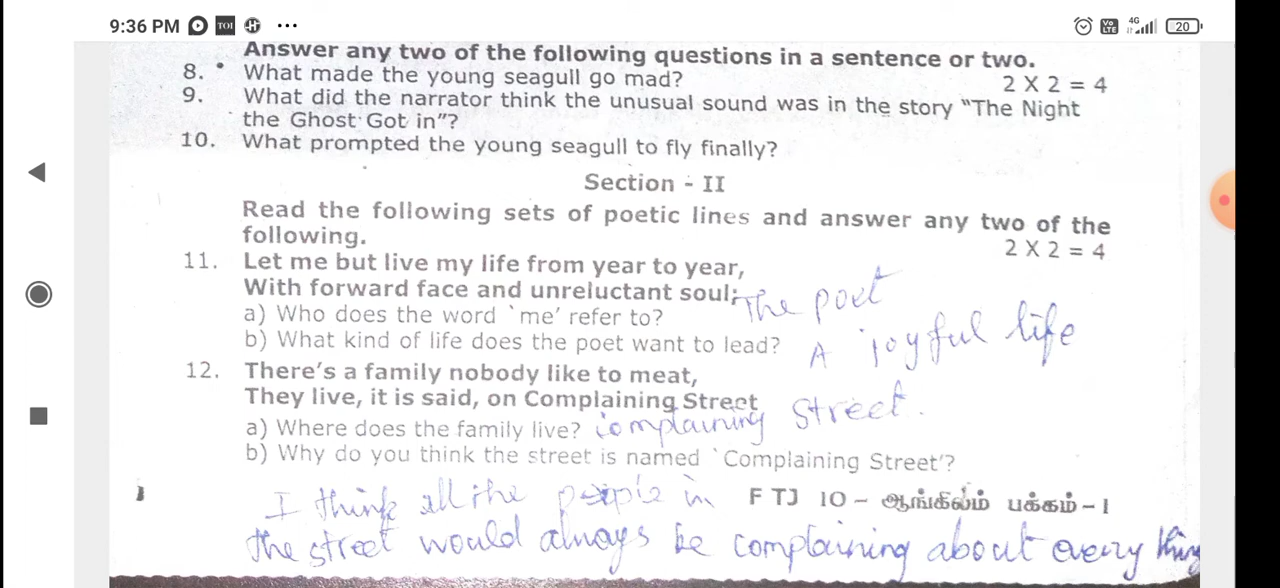 9:36 PM TOI ... Vo LTE 4G 20
Answer any two of the following questions in a sentence or two.
8. What made the young seagull go mad? 2 X 2 = 4
9. What did the narrator think the unusual sound was in the story "The Night
the Ghost Got in"?
10. What prompted the young seagull to fly finally?
Section - II
Read the following sets of poetic lines and answer any two of the
following. 2 X 2 = 4
11. Let me but live my life from year to year,
With forward face and unreluctant soul; The poet
a) Who does the word `me' refer to?
b) What kind of life does the poet want to lead? A joyful life
12. There's a family nobody like to meat,
They live, it is said, on Complaining Street
a) Where does the family live? complaining street.
b) Why do you think the street is named `Complaining Street'?
I think all the people in F TJ 10 - ஆங்கிலம் பக்கம் - 1
the street would always be complaining about every thing